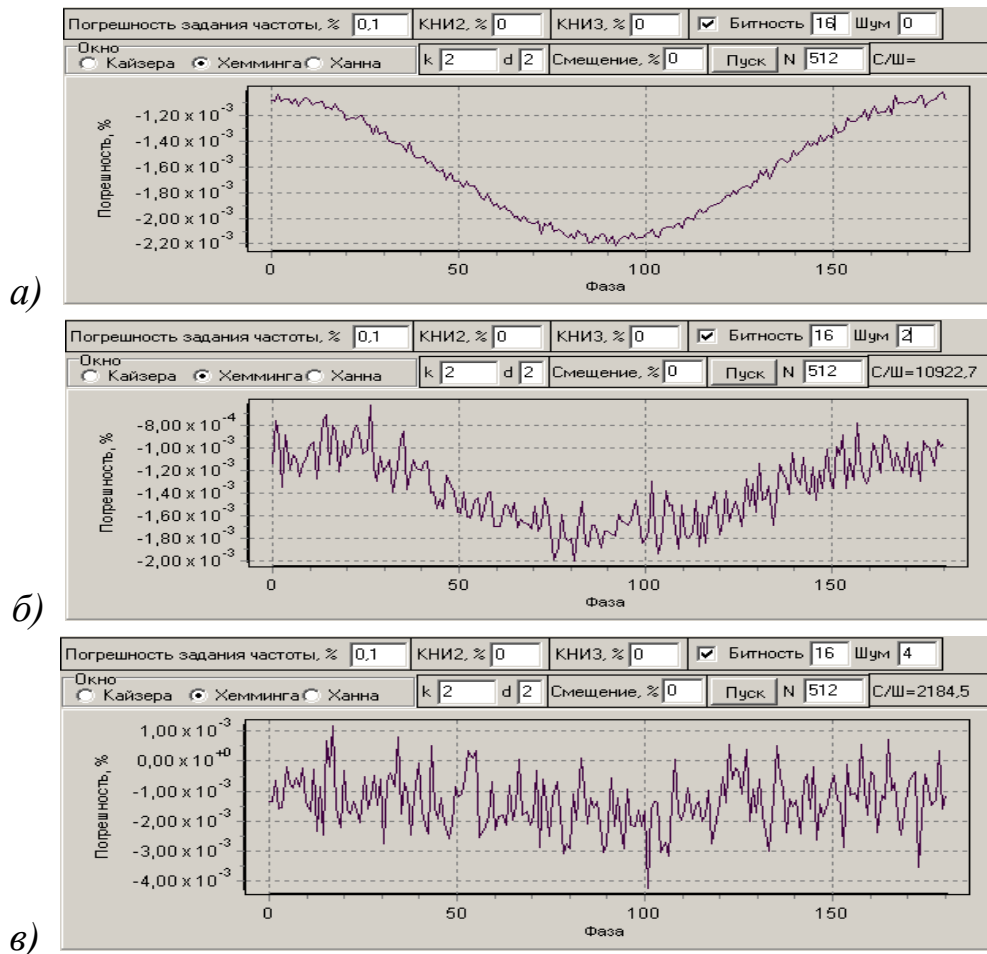 Погрешность задания частоты, % 0,1 КНИ2, % 0 КНИ3, % 0 Битность 16 Шум 0
Окно
Кайзера Хемминга Ханна k 2 d 2 Смещение, % 0 Пуск N 512 С/Ш=
Погрешность, %
-1,20 x 10⁻³
-1,40 x 10⁻³
-1,60 x 10⁻³
-1,80 x 10⁻³
-2,00 x 10⁻³
-2,20 x 10⁻³
0 50 100 150
Фаза
а)
Погрешность задания частоты, % 0,1 КНИ2, % 0 КНИ3, % 0 Битность 16 Шум 2
Окно
Кайзера Хемминга Ханна k 2 d 2 Смещение, % 0 Пуск N 512 С/Ш=10922,7
Погрешность, %
-8,00 x 10⁻⁴
-1,00 x 10⁻³
-1,20 x 10⁻³
-1,40 x 10⁻³
-1,60 x 10⁻³
-1,80 x 10⁻³
-2,00 x 10⁻³
0 50 100 150
Фаза
б)
Погрешность задания частоты, % 0,1 КНИ2, % 0 КНИ3, % 0 Битность 16 Шум 4
Окно
Кайзера Хемминга Ханна k 2 d 2 Смещение, % 0 Пуск N 512 С/Ш=2184,5
Погрешность, %
1,00 x 10⁻³
0,00 x 10⁺⁰
-1,00 x 10⁻³
-2,00 x 10⁻³
-3,00 x 10⁻³
-4,00 x 10⁻³
0 50 100 150
Фаза
в)